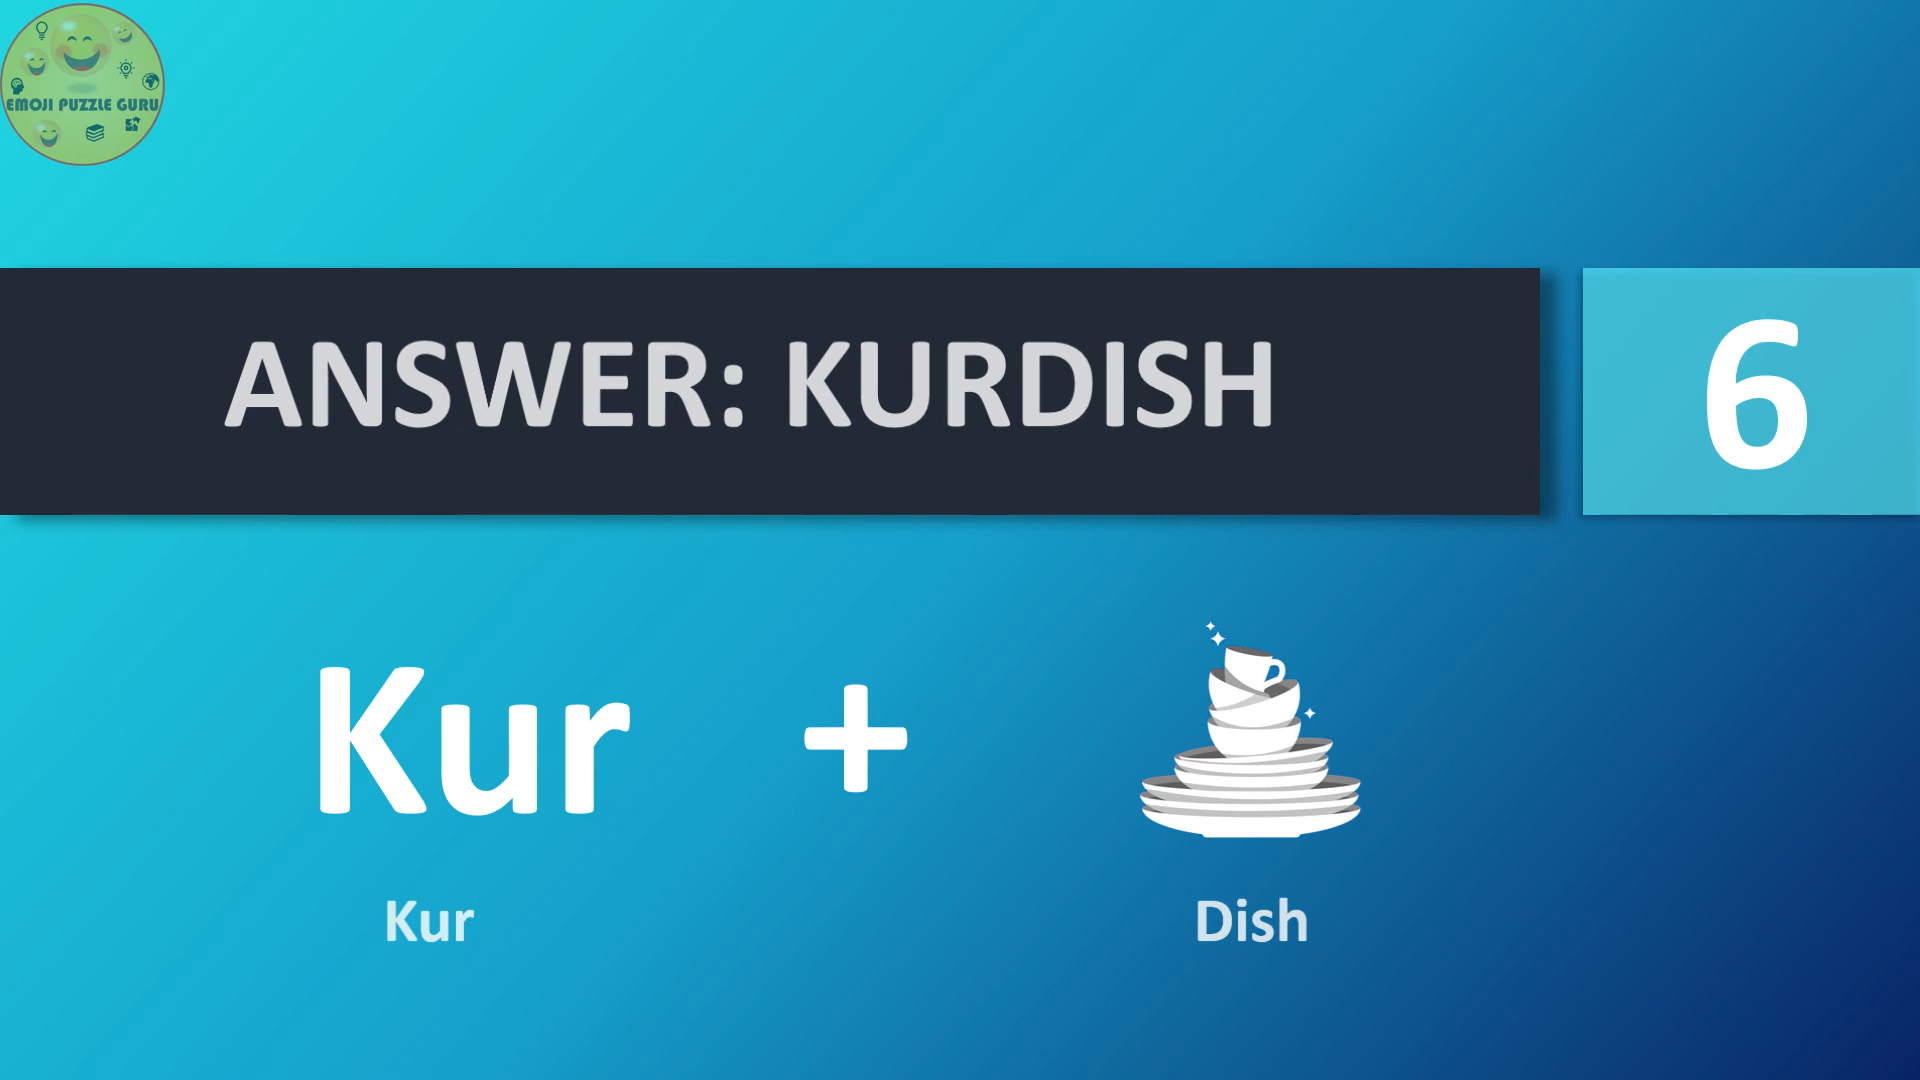 EMOJI PUZZLE GURU
ANSWER: KURDISH
6
Kur +
Kur
Dish